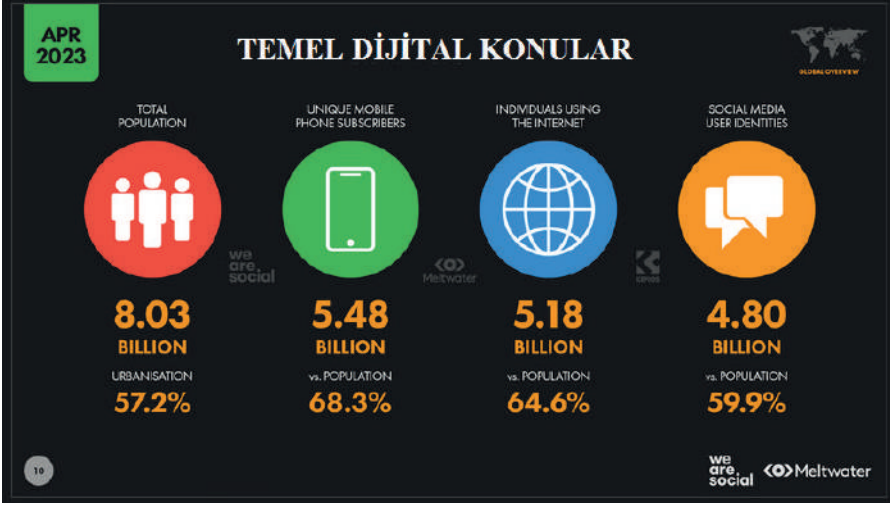 APR
2023
TEMEL DİJİTAL KONULAR
GLOBAL OVERVIEW
TOTAL
POPULATION
UNIQUE MOBILE
PHONE SUBSCRIBERS
INDIVIDUALS USING
THE INTERNET
SOCIAL MEDIA
USER IDENTITIES
we
are.
social
Meltwater
KEPIOS
8.03
BILLION
URBANISATION
57.2%
5.48
BILLION
vs. POPULATION
68.3%
5.18
BILLION
vs. POPULATION
64.6%
4.80
BILLION
vs. POPULATION
59.9%
10
we
are.
social
Meltwater